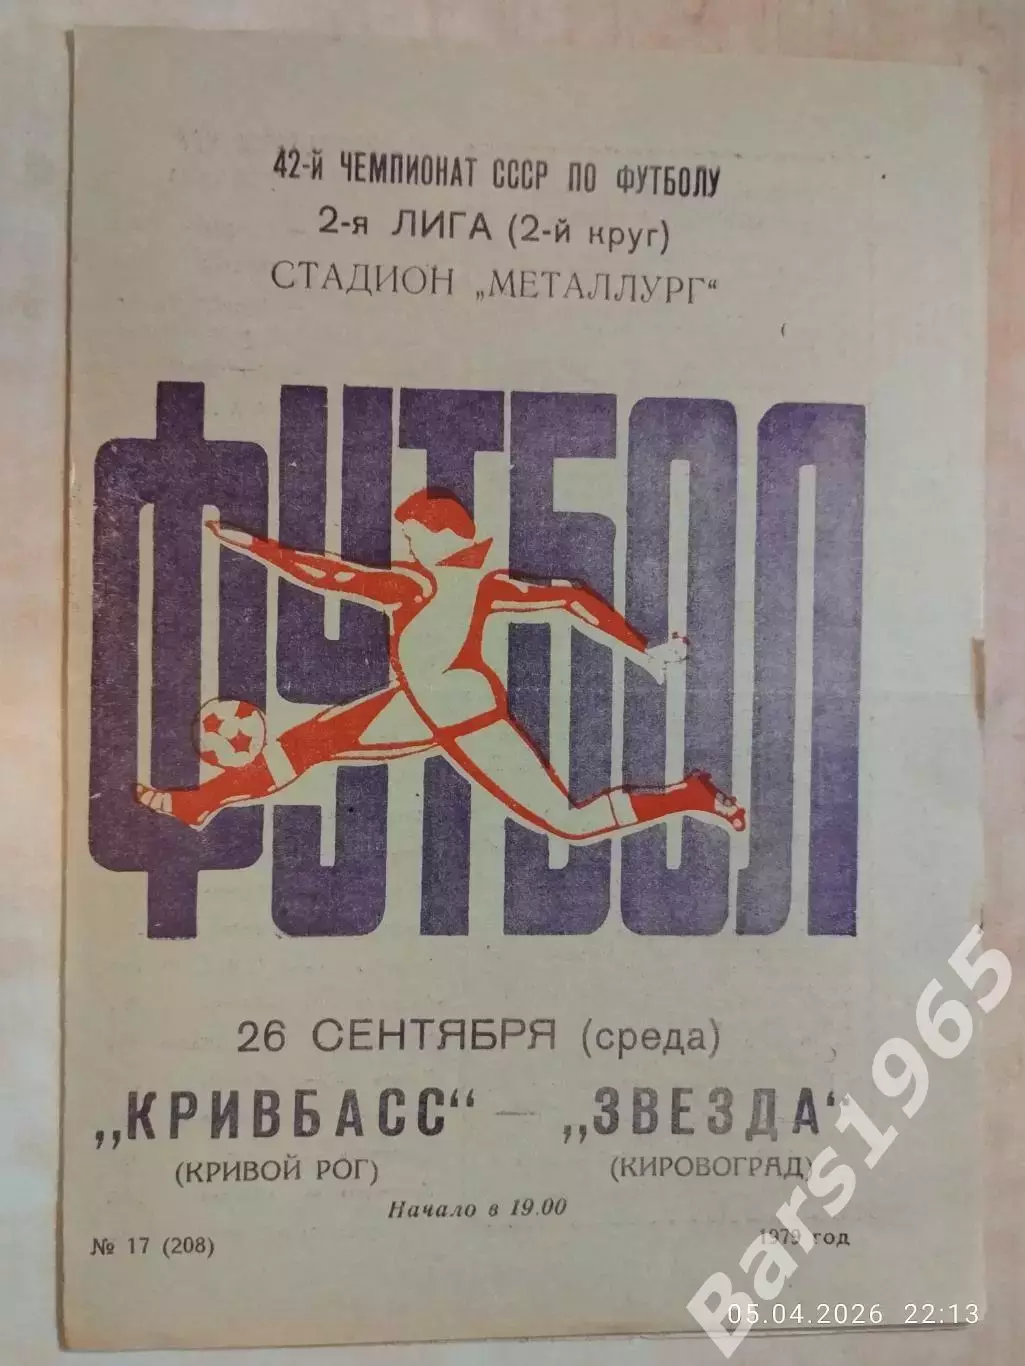 42-й ЧЕМПИОНАТ СССР ПО ФУТБОЛУ
2-я ЛИГА (2-й круг)
СТАДИОН „МЕТАЛЛУРГ“
ФУТБОЛ
26 СЕНТЯБРЯ (среда)
„КРИВБАСС“ — „ЗВЕЗДА“
(КРИВОЙ РОГ) (КИРОВОГРАД)
Начало в 19.00
№ 17 (208) 1979 год
Bars1965
05.04.2026 22:13